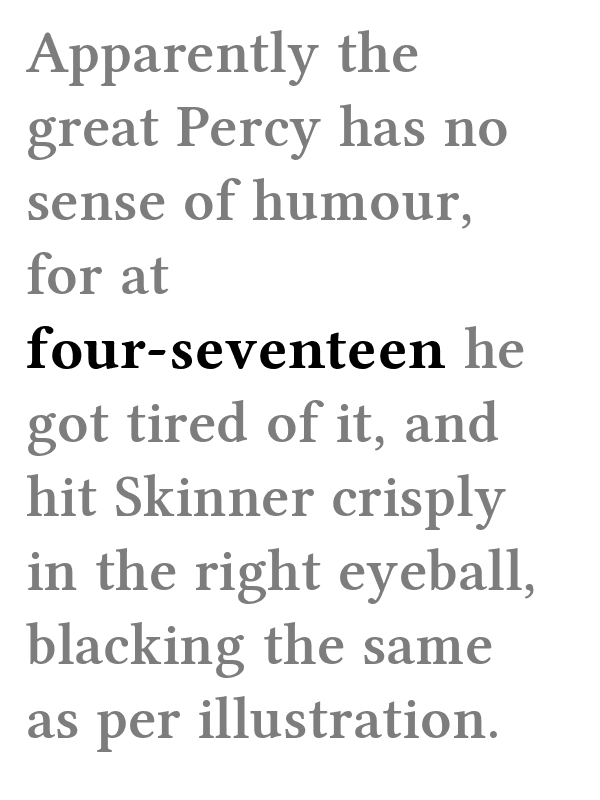 Apparently the
great Percy has no
sense of humour,
for at
four-seventeen he
got tired of it, and
hit Skinner crisply
in the right eyeball,
blacking the same
as per illustration.